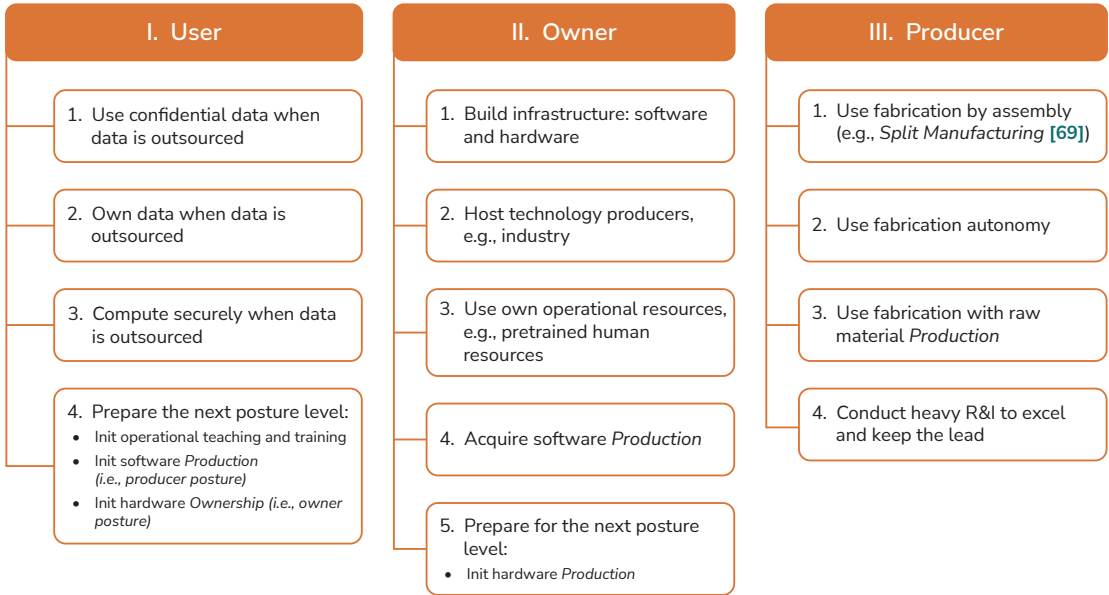 I. User
1. Use confidential data when
data is outsourced
2. Own data when data is
outsourced
3. Compute securely when data
is outsourced
4. Prepare the next posture level:
• Init operational teaching and training
• Init software Production
(i.e., producer posture)
• Init hardware Ownership (i.e., owner
posture)
II. Owner
1. Build infrastructure: software
and hardware
2. Host technology producers,
e.g., industry
3. Use own operational resources,
e.g., pretrained human
resources
4. Acquire software Production
5. Prepare for the next posture
level:
• Init hardware Production
III. Producer
1. Use fabrication by assembly
(e.g., Split Manufacturing [69])
2. Use fabrication autonomy
3. Use fabrication with raw
material Production
4. Conduct heavy R&I to excel
and keep the lead